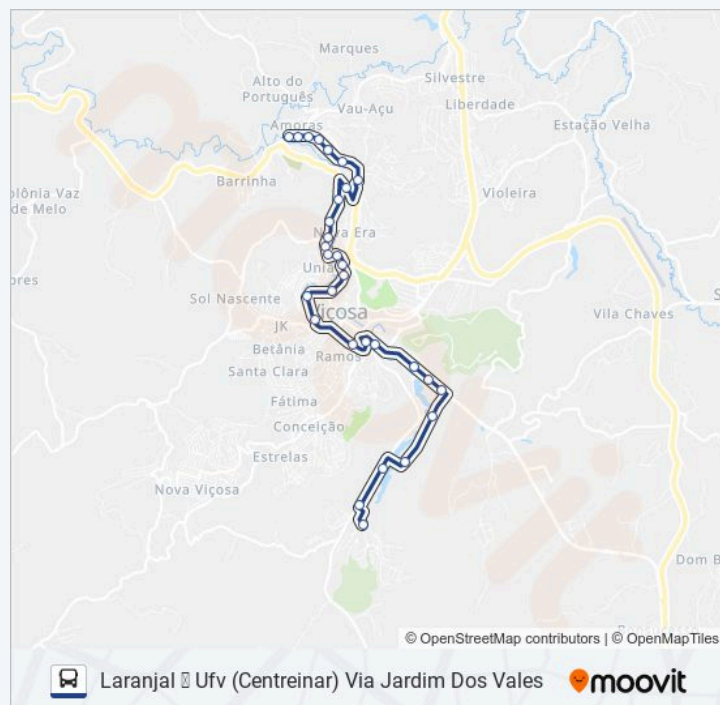 Marques
Alto do
Português
Silvestre
Liberdade
Vau-Açu
Estação Velha
Amoras
Barrinha
Violeira
olônia Vaz
de Melo
Nova Era
ores
Uniã
Sol Nascente
içosa
Vila Chaves
S
JK
Betânia
Ramos
Santa Clara
Fátima
Conceição
Estrelas
Nova Viçosa
Dom B
© OpenStreetMap contributors | © OpenMapTiles
Laranjal Ufv (Centreinar) Via Jardim Dos Vales
moovit